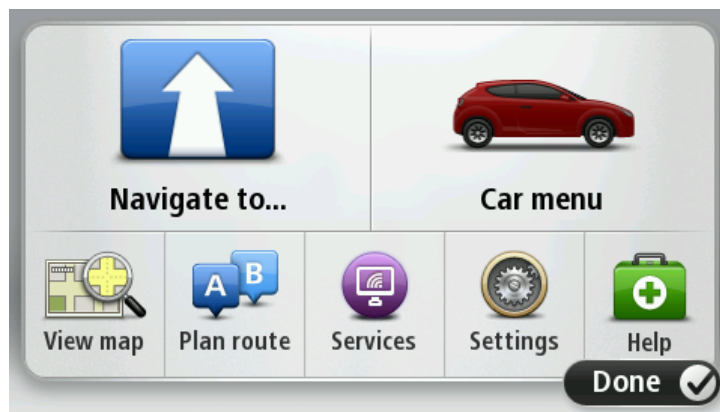 Navigate to...
Car menu
A B
View map
Plan route
Services
Settings
Help
Done